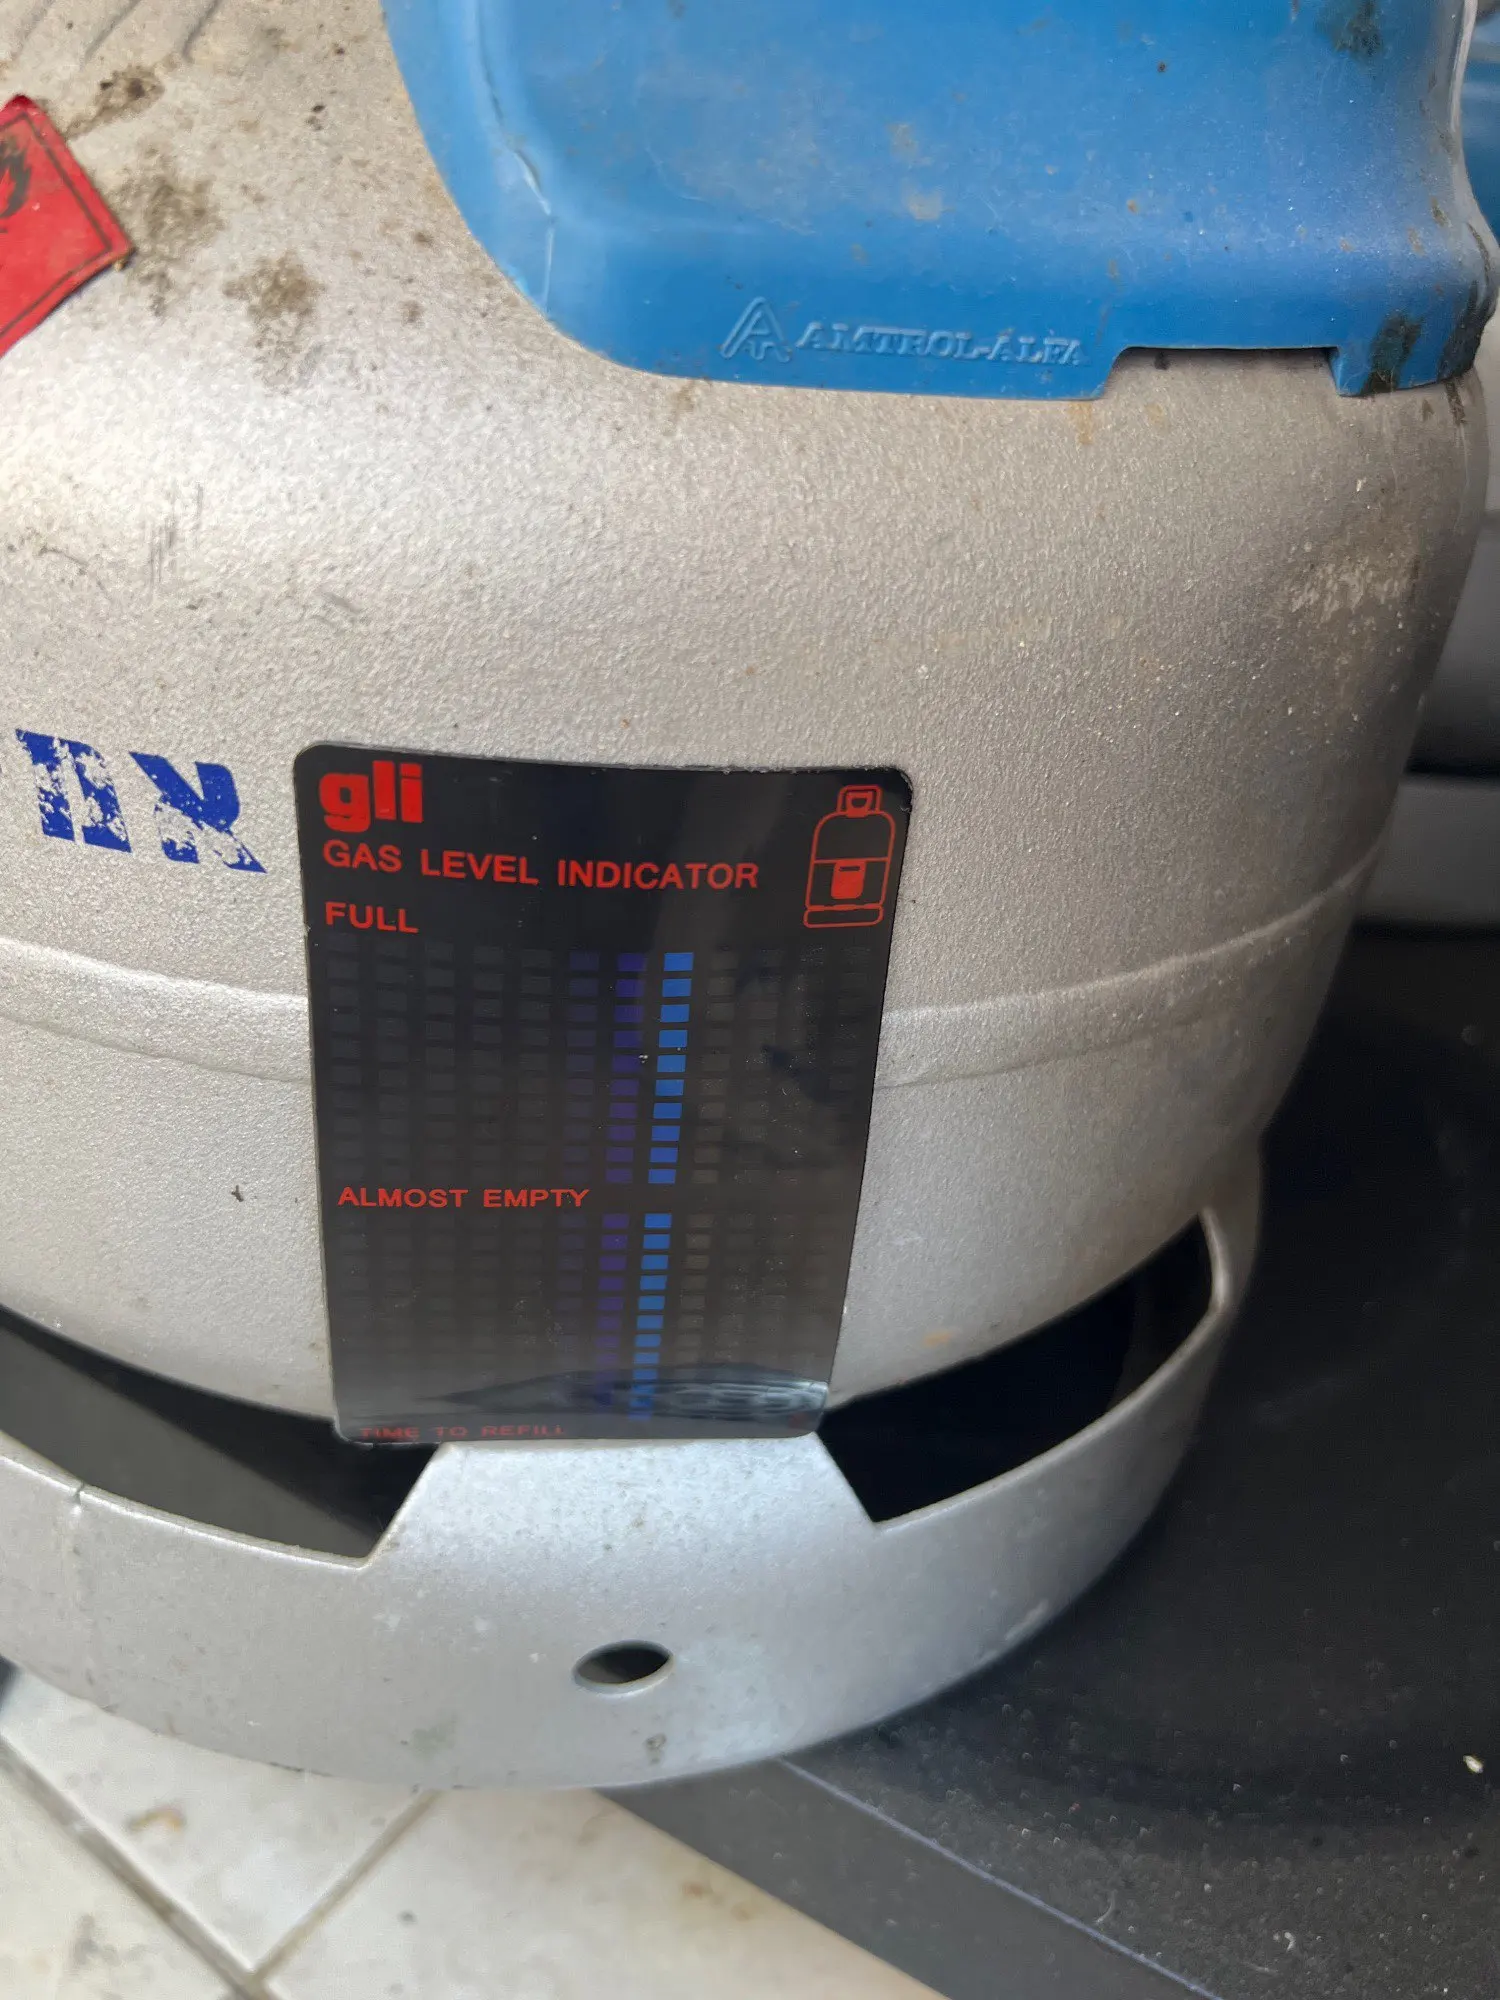 AMTROL-ALFA
gli
GAS LEVEL INDICATOR
FULL
ALMOST EMPTY
TIME TO REFILL